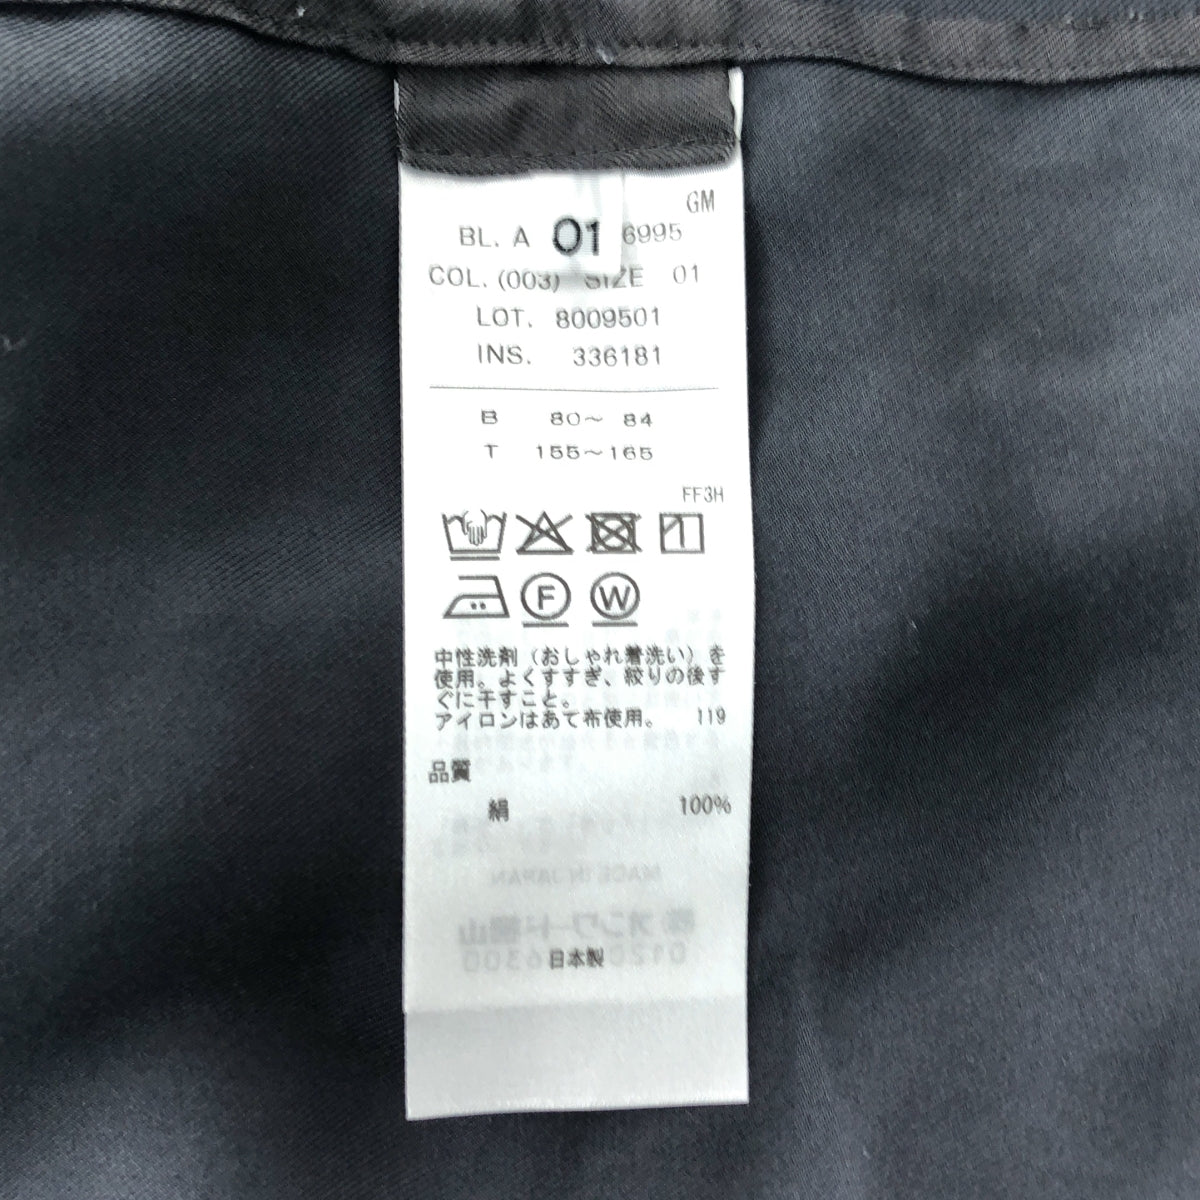 GM
BL. A 01 6995
COL. (003) SIZE 01
LOT. 8009501
INS. 336181
B 80～ 84
T 155～165
FF3H
F W
中性洗剤（おしゃれ着洗い）を
使用。よくすすぎ、絞りの後す
ぐに干すこと。
アイロンはあて布使用。 119
品質
絹 100%
MADE IN JAPAN
日本製